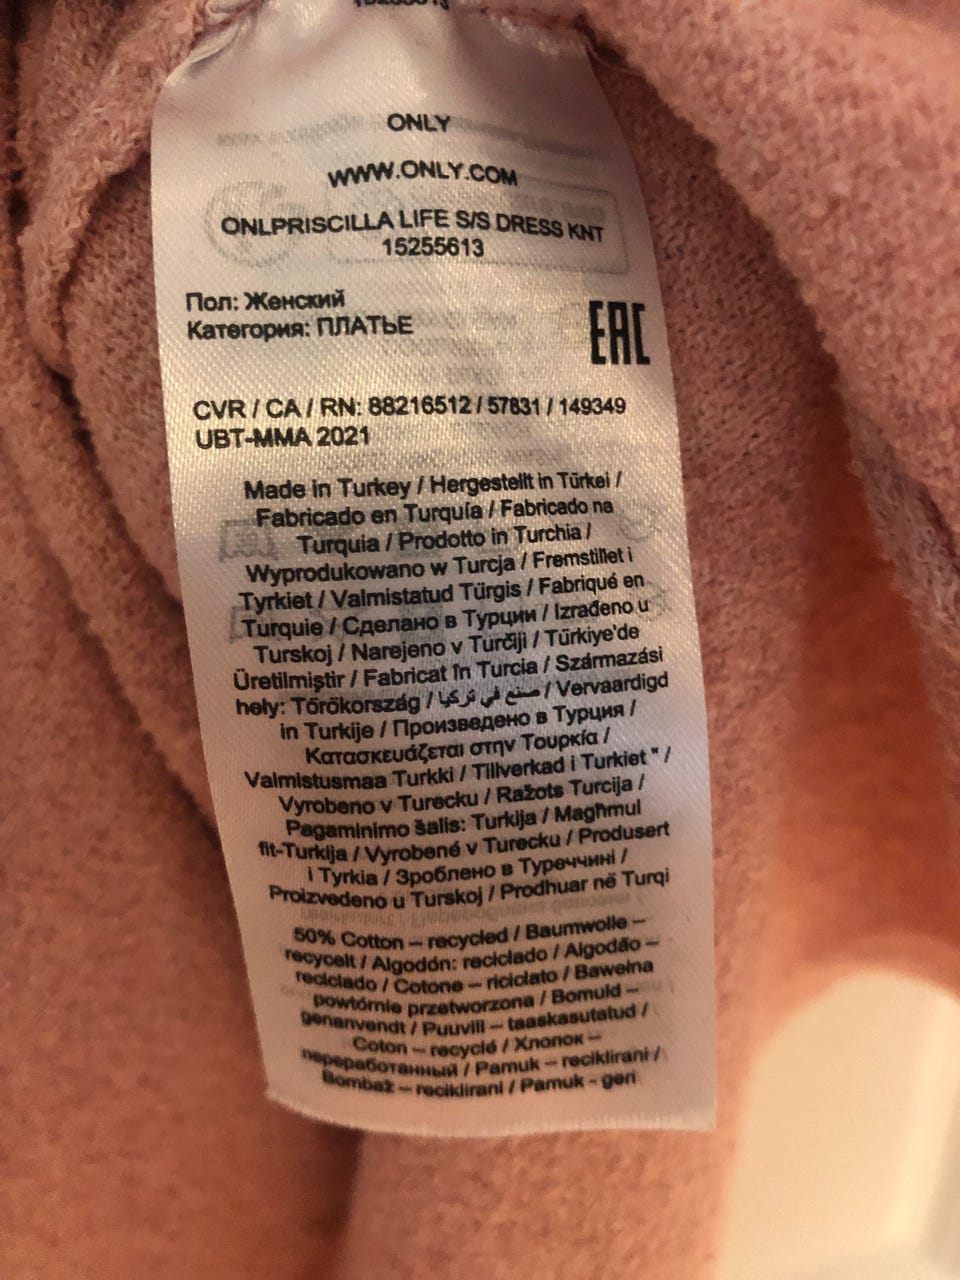 ONLY
WWW.ONLY.COM
ONLPRISCILLA LIFE S/S DRESS KNT
15255613
Пол: Женский
Категория: ПЛАТЬЕ
EAC
CVR / CA / RN: 88216512 / 57831 / 149349
UBT-MMA 2021
Made in Turkey / Hergestellt in Türkei /
Fabricado en Turquía / Fabricado na
Turquia / Prodotto in Turchia /
Wyprodukowano w Turcja / Fremstillet i
Tyrkiet / Valmistatud Türgis / Fabriqué en
Turquie / Сделано в Турции / Izrađeno u
Turskoj / Narejeno v Turčiji / Türkiye'de
Üretilmiştir / Fabricat în Turcia / Származási
hely: Törökország / صنع في تركيا / Vervaardigd
in Turkije / Произведено в Турция /
Κατασκευάζεται στην Τουρκία /
Valmistusmaa Turkki / Tillverkad i Turkiet " /
Vyrobeno v Turecku / Ražots Turcija /
Pagaminimo šalis: Turkija / Magħmul
fit-Turkija / Vyrobené v Turecku / Produsert
i Tyrkia / Зроблено в Туреччині /
Proizvedeno u Turskoj / Prodhuar në Turqi
50% Cotton – recycled / Baumwolle –
recycelt / Algodón: reciclado / Algodão –
reciclado / Cotone – riciclato / Bawełna
powtórnie przetworzona / Bomuld –
genanvendt / Puuvill – taaskasutatud /
Coton – recyclé / Хлопок –
переработанный / Pamuk – reciklirani /
Bombaž – reciklirani / Pamuk - geri